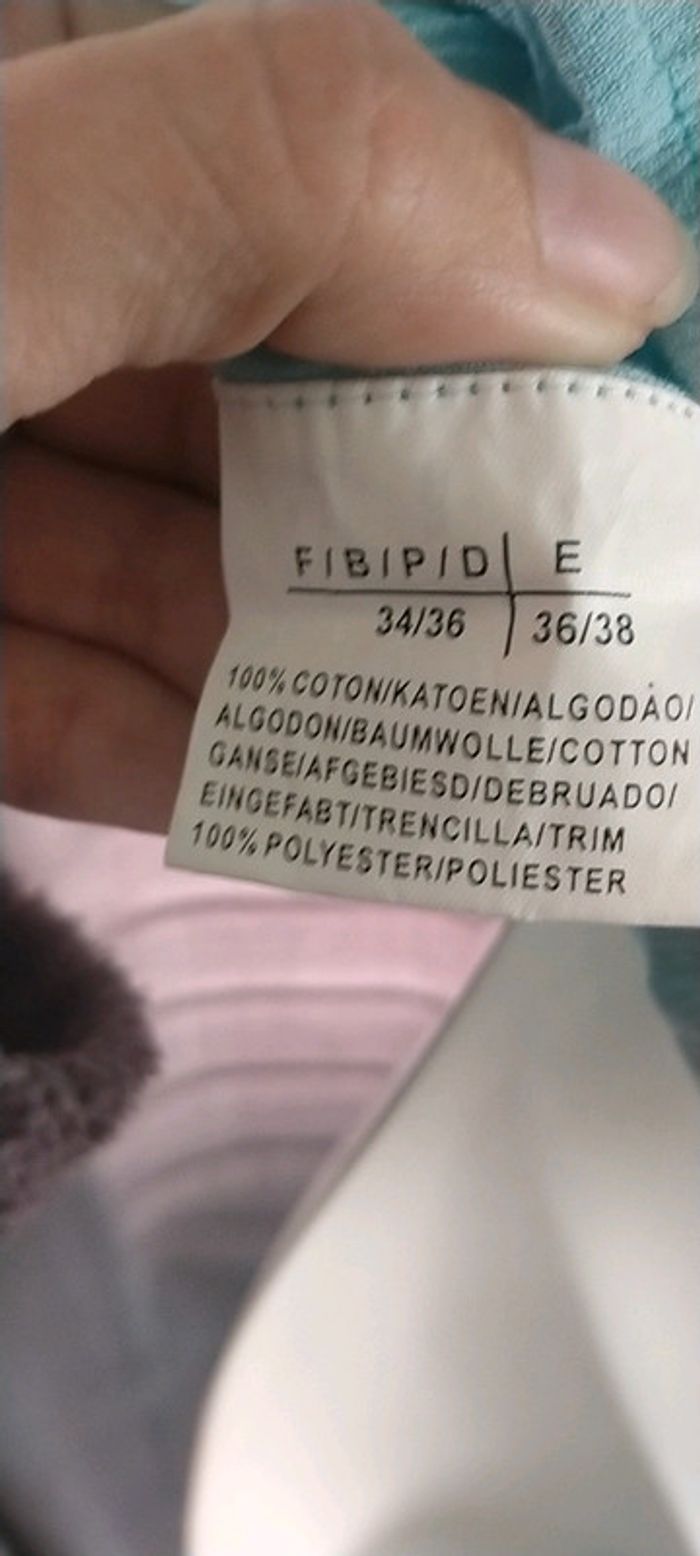 F|B|P|D| E
34/36 | 36/38
100% COTON/KATOEN/ALGODÃO/
ALGODON/BAUMWOLLE/COTTON
GANSE/AFGEBIESD/DEBRUADO/
EINGEFABT/TRENCILLA/TRIM
100% POLYESTER/POLIESTER